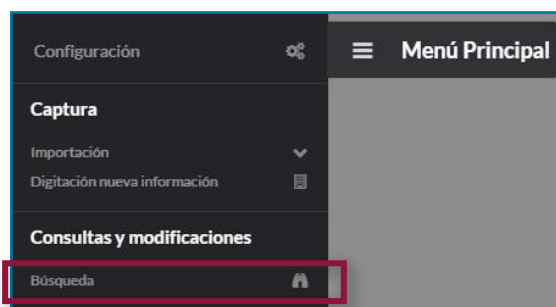 Configuración
Menú Principal
Captura
Importación
Digitación nueva información
Consultas y modificaciones
Búsqueda